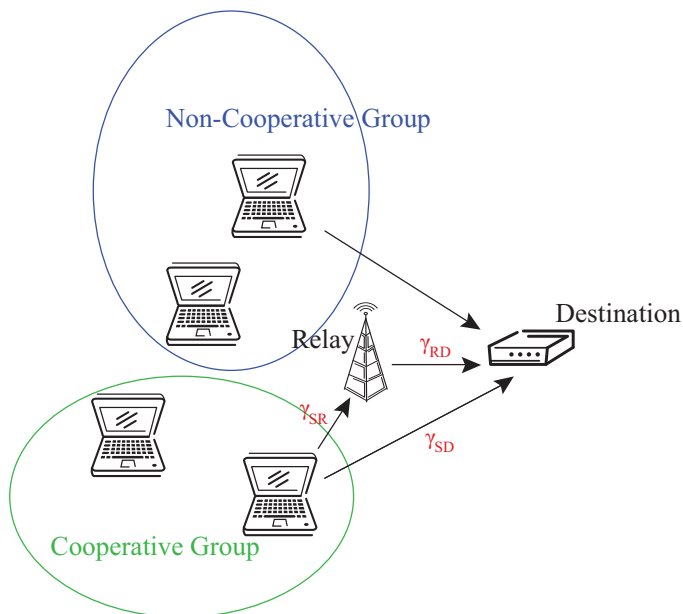 Non-Cooperative Group
Destination
Relay
γRD
γSR
γSD
Cooperative Group